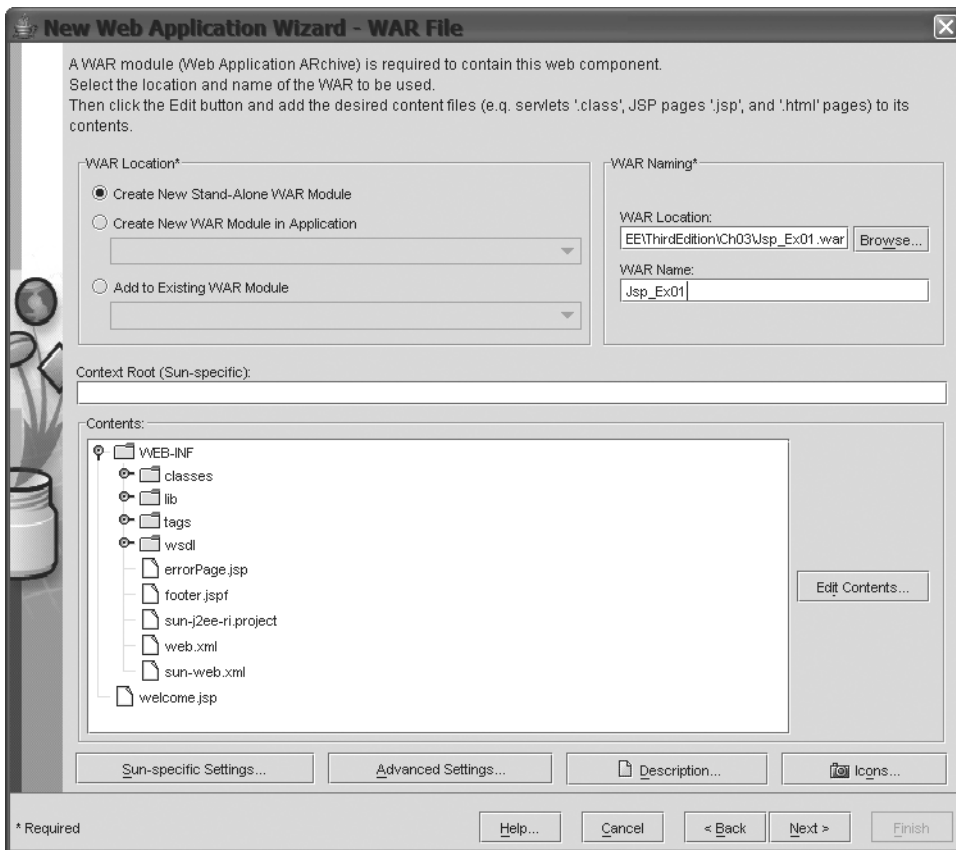 New Web Application Wizard - WAR File
A WAR module (Web Application ARchive) is required to contain this web component.
Select the location and name of the WAR to be used.
Then click the Edit button and add the desired content files (e.q. servlets '.class', JSP pages '.jsp', and '.html' pages) to its
contents.
WAR Location*
Create New Stand-Alone WAR Module
Create New WAR Module in Application
Add to Existing WAR Module
WAR Naming*
WAR Location:
EE\ThirdEdition\Ch03\Jsp_Ex01.war
Browse...
WAR Name:
Jsp_Ex01
Context Root (Sun-specific):
Contents:
WEB-INF
classes
lib
tags
wsdl
errorPage.jsp
footer.jspf
sun-j2ee-ri.project
web.xml
sun-web.xml
welcome.jsp
Edit Contents...
Sun-specific Settings...
Advanced Settings...
Description...
Icons...
* Required
Help...
Cancel
< Back
Next >
Finish